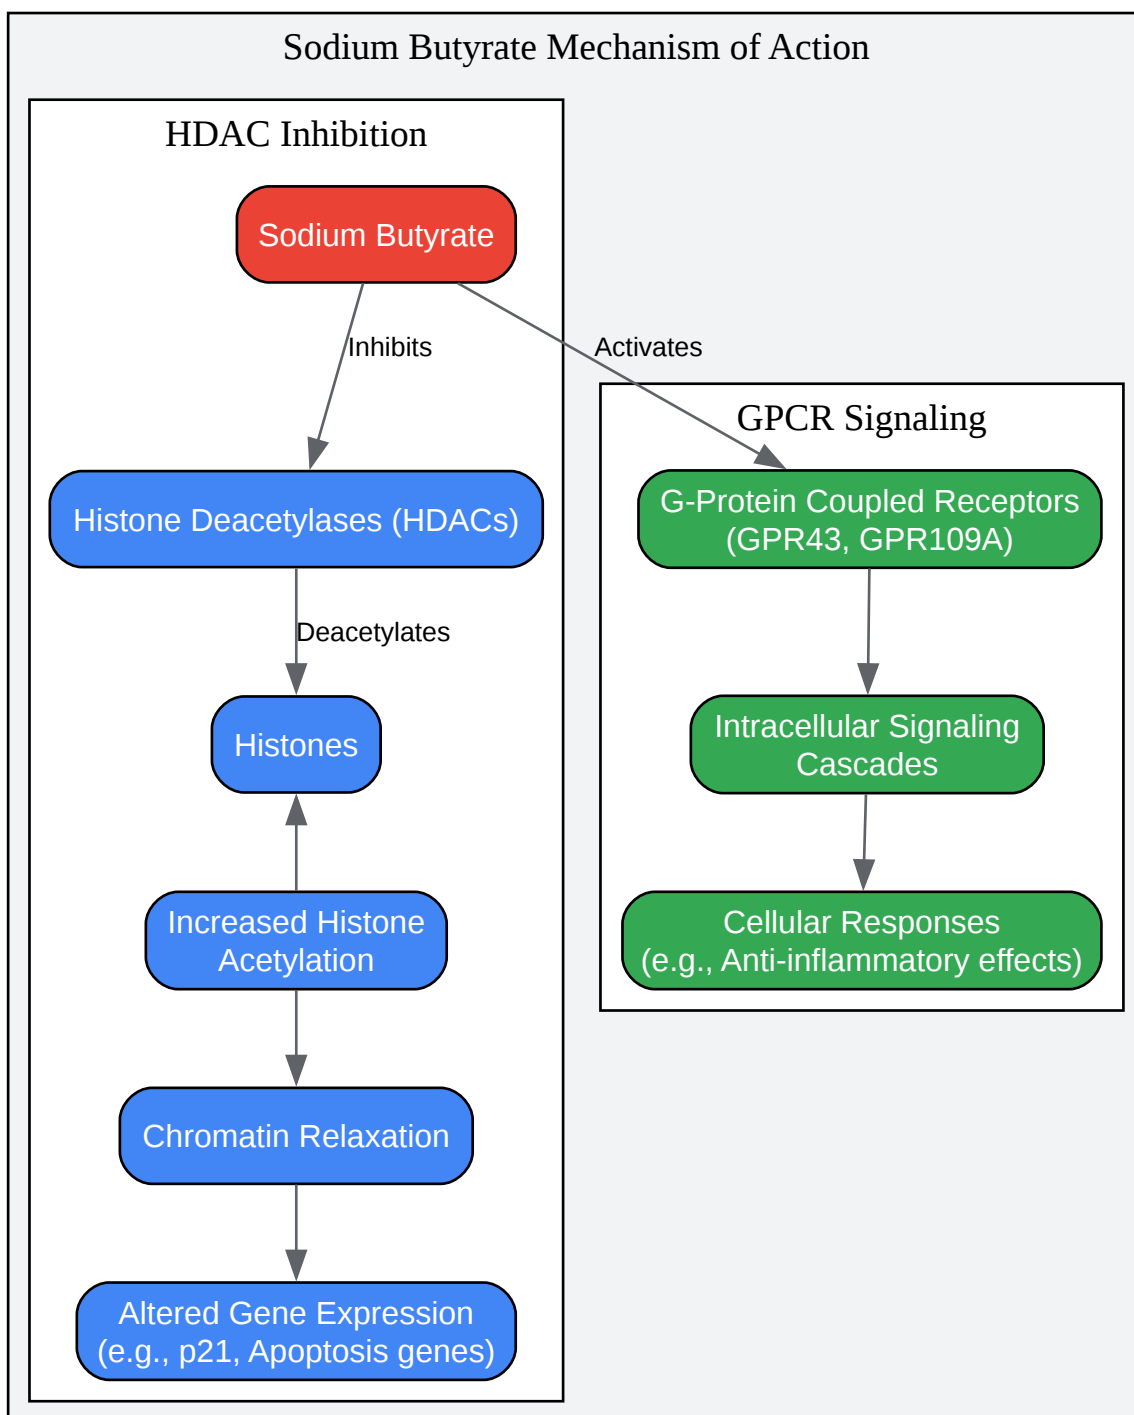 Sodium Butyrate Mechanism of Action
HDAC Inhibition
Sodium Butyrate
Inhibits
Activates
GPCR Signaling
Histone Deacetylases (HDACs)
G-Protein Coupled Receptors
(GPR43, GPR109A)
Deacetylates
Histones
Intracellular Signaling
Cascades
Increased Histone
Acetylation
Cellular Responses
(e.g., Anti-inflammatory effects)
Chromatin Relaxation
Altered Gene Expression
(e.g., p21, Apoptosis genes)